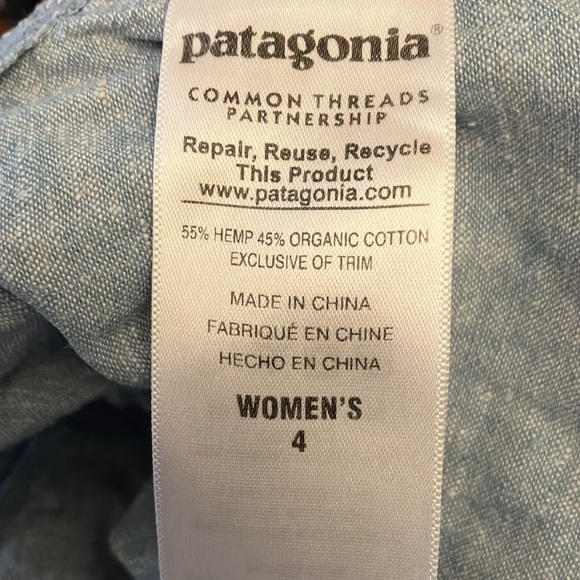 patagonia®
COMMON THREADS
PARTNERSHIP
Repair, Reuse, Recycle
This Product
www.patagonia.com
55% HEMP 45% ORGANIC COTTON
EXCLUSIVE OF TRIM
MADE IN CHINA
FABRIQUÉ EN CHINE
HECHO EN CHINA
WOMEN'S
4